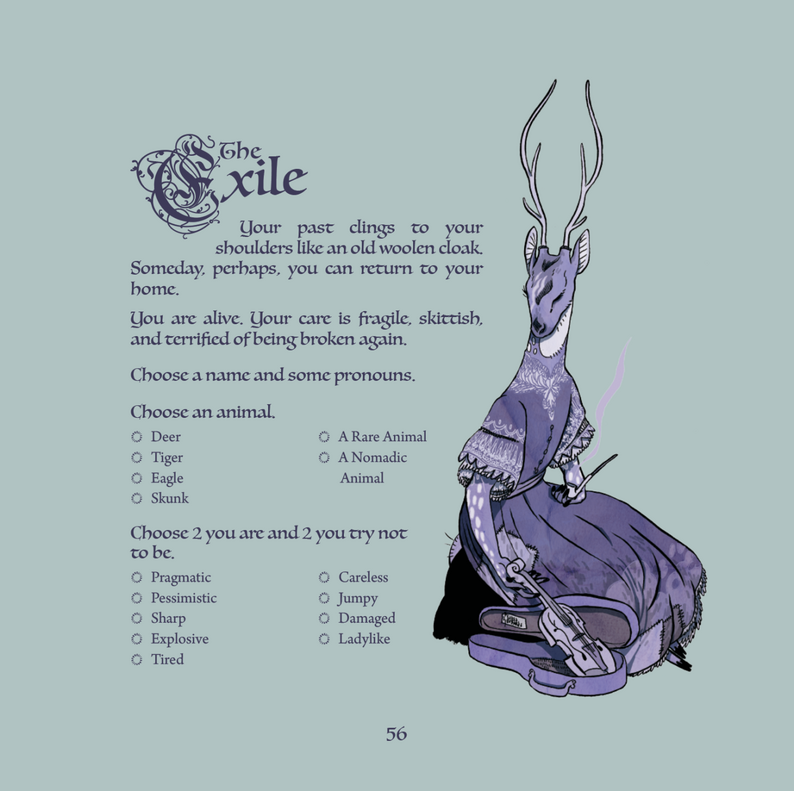 The
Exile
Your past clings to your
shoulders like an old woolen cloak.
Someday, perhaps, you can return to your
home.
You are alive. Your care is fragile, skittish,
and terrified of being broken again.
Choose a name and some pronouns.
Choose an animal.
Deer
Tiger
Eagle
Skunk
A Rare Animal
A Nomadic
Animal
Choose 2 you are and 2 you try not
to be.
Pragmatic
Pessimistic
Sharp
Explosive
Tired
Careless
Jumpy
Damaged
Ladylike
56